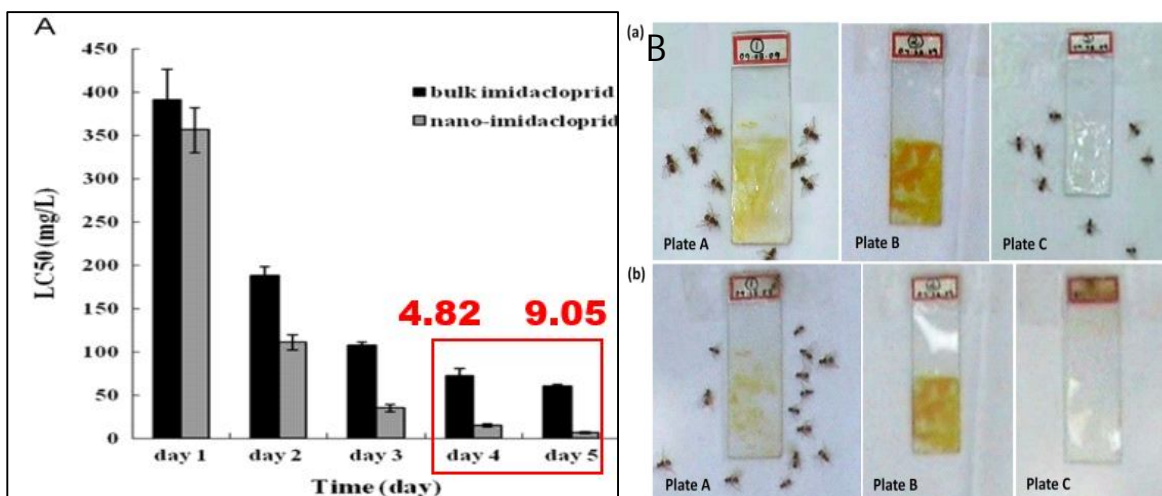 A
450
400
350
300
250
200
150
100
50
0
LC50 (mg/L)
bulk imidacloprid
nano-imidacloprid
4.82 9.05
day 1 day 2 day 3 day 4 day 5
Time (day)
(a)
B
Plate A Plate B Plate C
(b)
Plate A Plate B Plate C